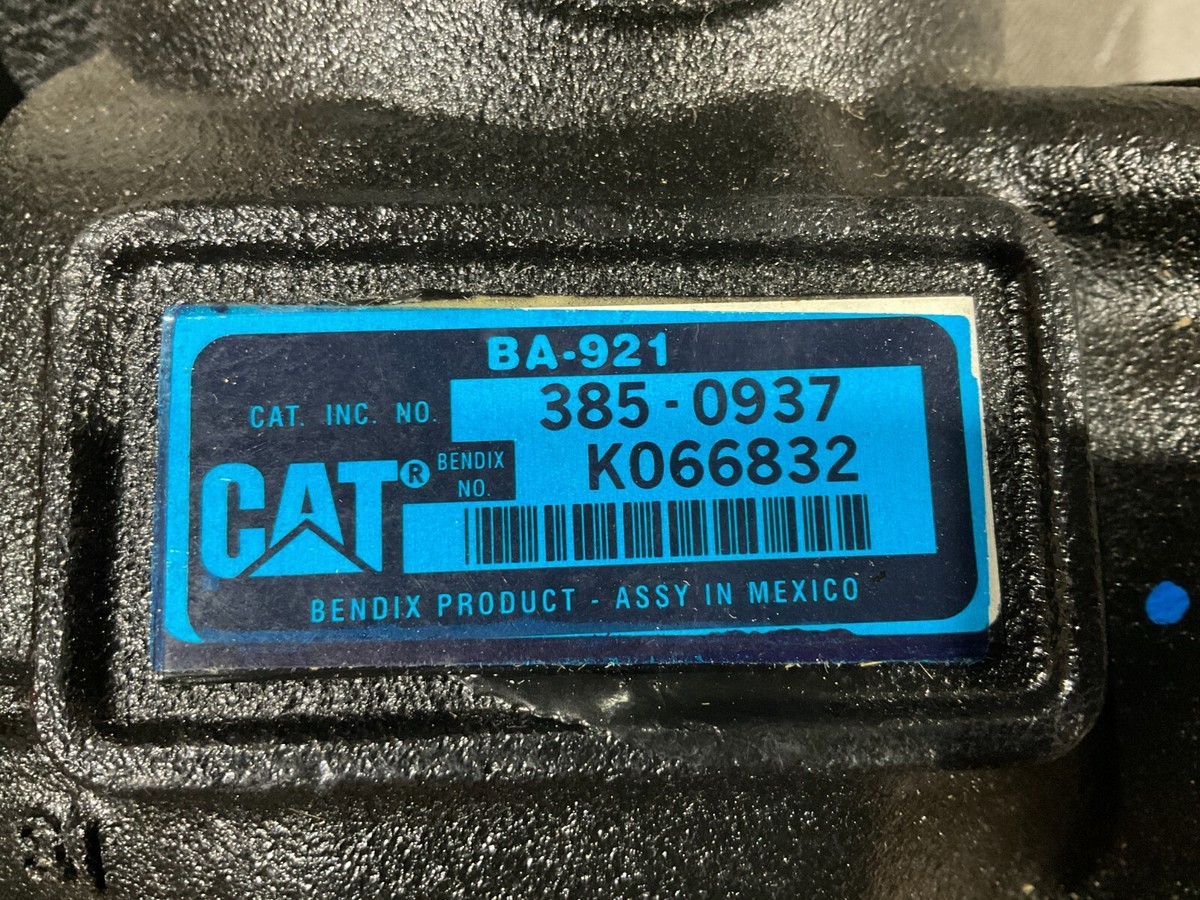 BA-921
CAT. INC. NO. 385-0937
CAT® BENDIX NO. K066832
BENDIX PRODUCT - ASSY IN MEXICO